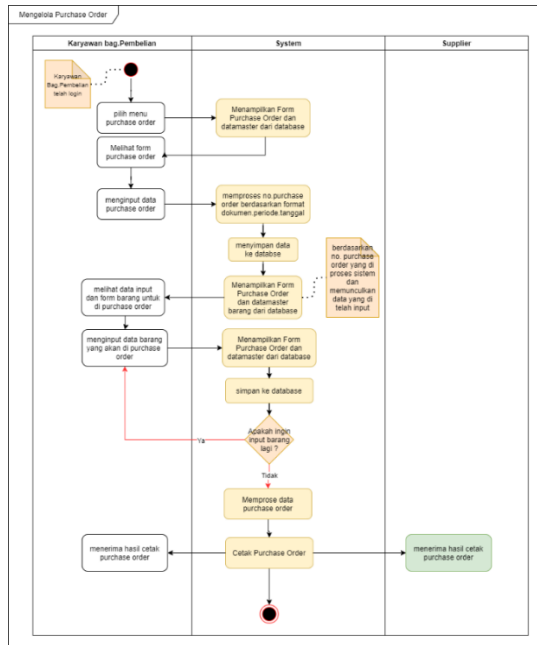 Mengelola Purchase Order
Karyawan bag.Pembelian
System
Supplier
Karyawan
Bag.Pembelian
telah login
pilih menu
purchase order
Menampilkan Form
Purchase Order dan
datamaster dari database
Melihat form
purchase order
menginput data
purchase order
memproses no.purchase
order berdasarkan format
dokumen.periode.tanggal
menyimpan data
ke databse
berdasarkan
no. purchase
order yang di
proses sistem
dan
memunculkan
data yang di
telah input
melihat data input
dan form barang untuk
di purchase order
Menampilkan Form
Purchase Order
dan datamaster
barang dari database
menginput data barang
yang akan di purchase
order
Menampilkan Form
Purchase Order dan
datamaster dari database
simpan ke database
Apakah ingin
input barang
lagi ?
Ya
Tidak
Memprose data
purchase order
menerima hasil cetak
purchase order
Cetak Purchase Order
menerima hasil cetak
purchase order